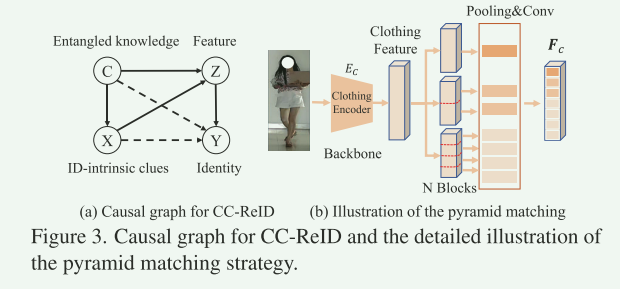 Entangled knowledge
Feature
C
Z
X
Y
ID-intrinsic clues
Identity
(a) Causal graph for CC-ReID
Pooling&Conv
Clothing
Feature
E_C
F_c
Clothing
Encoder
Backbone
N Blocks
(b) Illustration of the pyramid matching
Figure 3. Causal graph for CC-ReID and the detailed illustration of
the pyramid matching strategy.